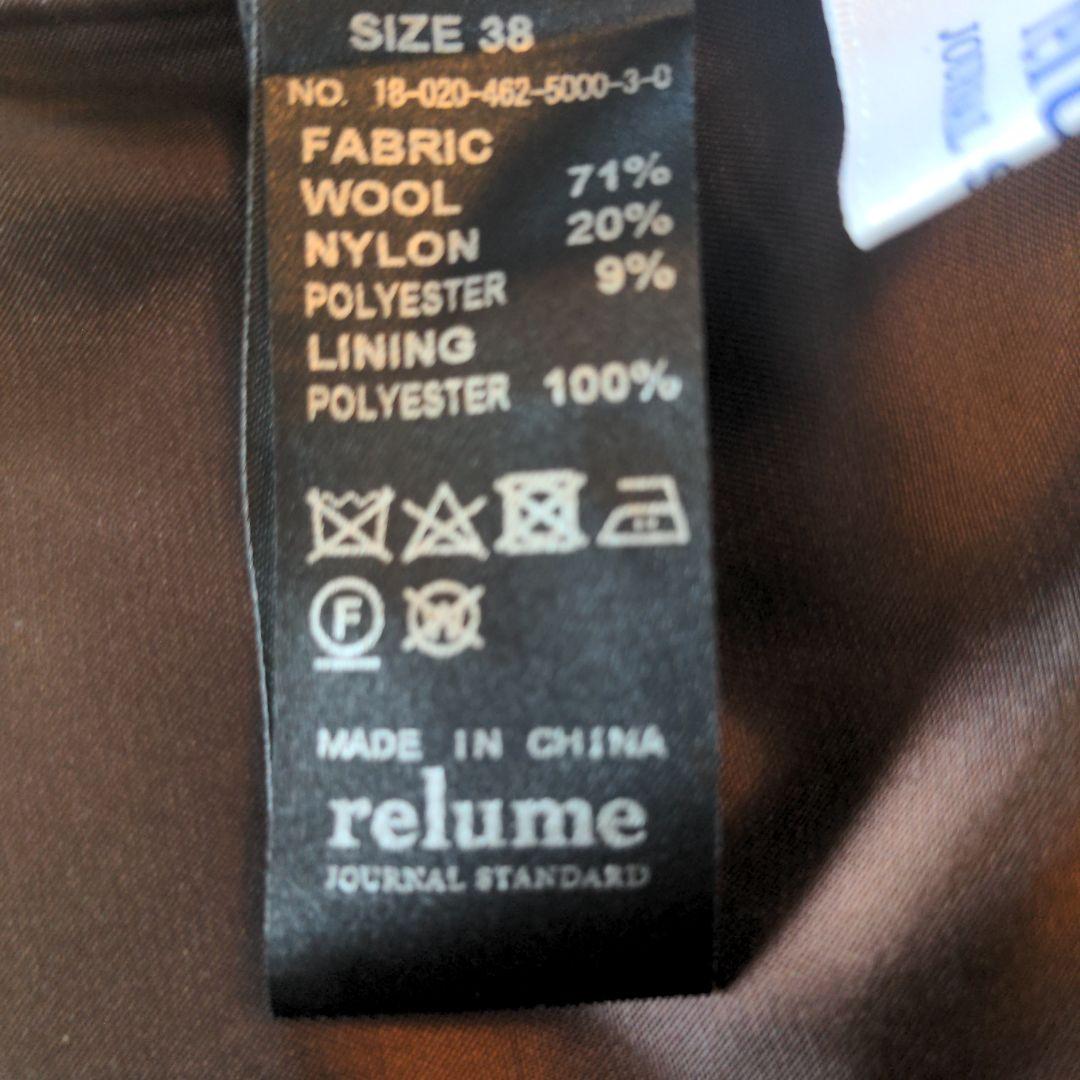 SIZE 38
NO. 18-020-462-5000-3-0
FABRIC
WOOL 71%
NYLON 20%
POLYESTER 9%
LINING
POLYESTER 100%
F
W
MADE IN CHINA
relume
JOURNAL STANDARD
JOURNAL